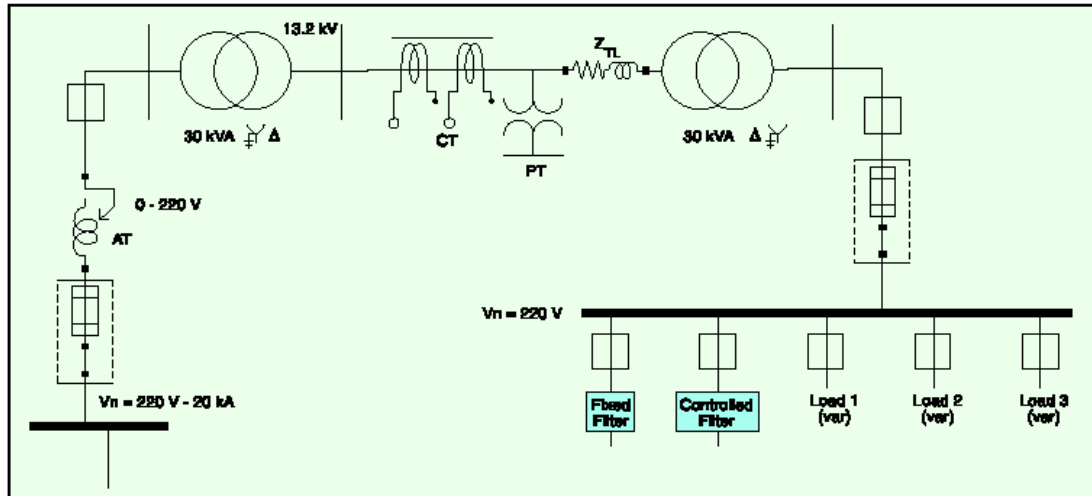 13.2 kV
Z TL
30 kVA Δ
CT
PT
30 kVA Δ
0 - 220 V
AT
Vn = 220 V
Vn = 220 V - 20 kA
Fixed
Filter
Controlled
Filter
Load 1
(var)
Load 2
(var)
Load 3
(var)